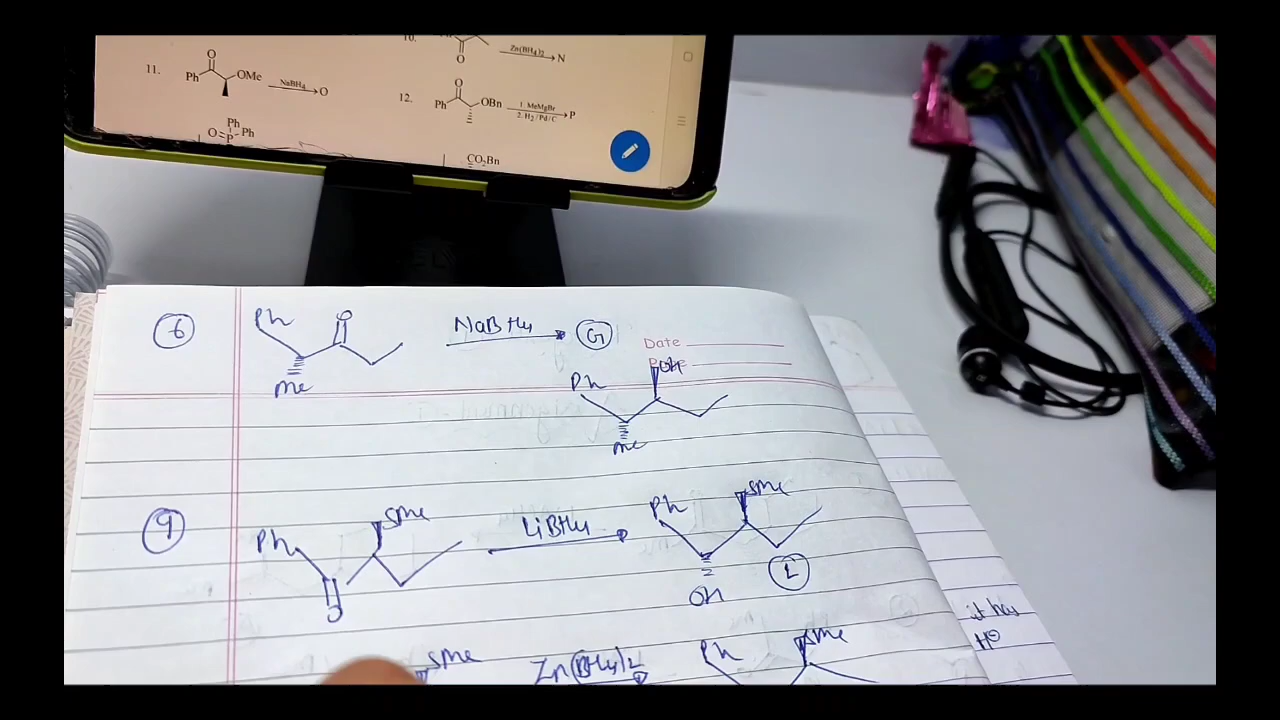 10.
O
Zn(BH4)2
N
11.
O
Ph
OMe
NaBH4
O
12.
O
Ph
OBn
1. MeMgBr
2. H2/Pd/C
P
Ph
O=P
Ph
CO2Bn
6
Ph
O
Me
NaBH4
G
Date
Ph
OH
Me
9
Ph
SMe
O
LiBH4
Ph
SMe
OH
L
it has
H⊖
SMe
Zn(BH4)2
Ph
SMe